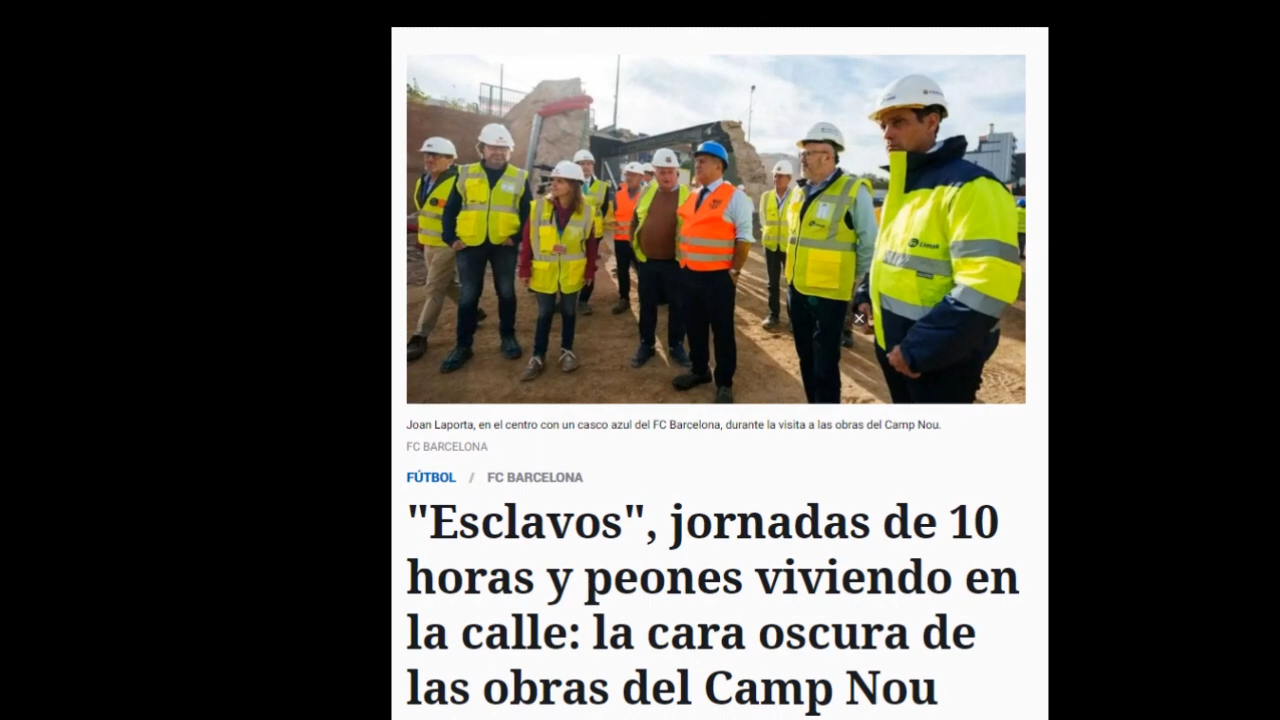 Joan Laporta, en el centro con un casco azul del FC Barcelona, durante la visita a las obras del Camp Nou.
FC BARCELONA
FÚTBOL / FC BARCELONA
"Esclavos", jornadas de 10
horas y peones viviendo en
la calle: la cara oscura de
las obras del Camp Nou